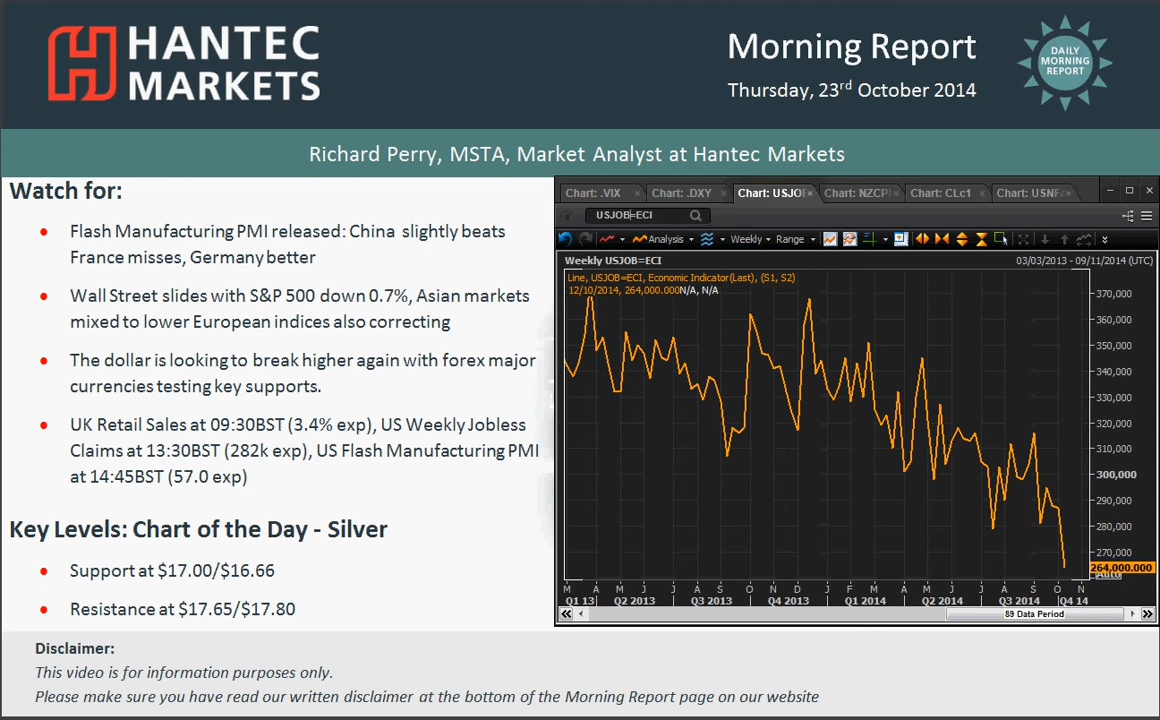 HANTEC
MARKETS
Morning Report
Thursday, 23rd October 2014
DAILY
MORNING
REPORT
Richard Perry, MSTA, Market Analyst at Hantec Markets
Watch for:
• Flash Manufacturing PMI released: China slightly beats
France misses, Germany better
• Wall Street slides with S&P 500 down 0.7%, Asian markets
mixed to lower European indices also correcting
• The dollar is looking to break higher again with forex major
currencies testing key supports.
• UK Retail Sales at 09:30BST (3.4% exp), US Weekly Jobless
Claims at 13:30BST (282k exp), US Flash Manufacturing PMI
at 14:45BST (57.0 exp)
Key Levels: Chart of the Day - Silver
• Support at $17.00/$16.66
• Resistance at $17.65/$17.80
Chart: .VIX Chart: .DXY Chart: USJOB Chart: NZCPI Chart: CLc1 Chart: USNFA
USJOB=ECI
Analysis Weekly Range
Weekly USJOB=ECI 03/03/2013 - 09/11/2014 (UTC)
Line, USJOB=ECI, Economic Indicator(Last), (S1, S2)
12/10/2014, 264,000.000N/A, N/A
370,000
360,000
350,000
340,000
330,000
320,000
310,000
300,000
290,000
280,000
270,000
264,000.000
Auto
M A M J J A S O N D J F M A M J J A S O N
Q1 13 Q2 2013 Q3 2013 Q4 2013 Q1 2014 Q2 2014 Q3 2014 Q4 14
89 Data Period
Disclaimer:
This video is for information purposes only.
Please make sure you have read our written disclaimer at the bottom of the Morning Report page on our website